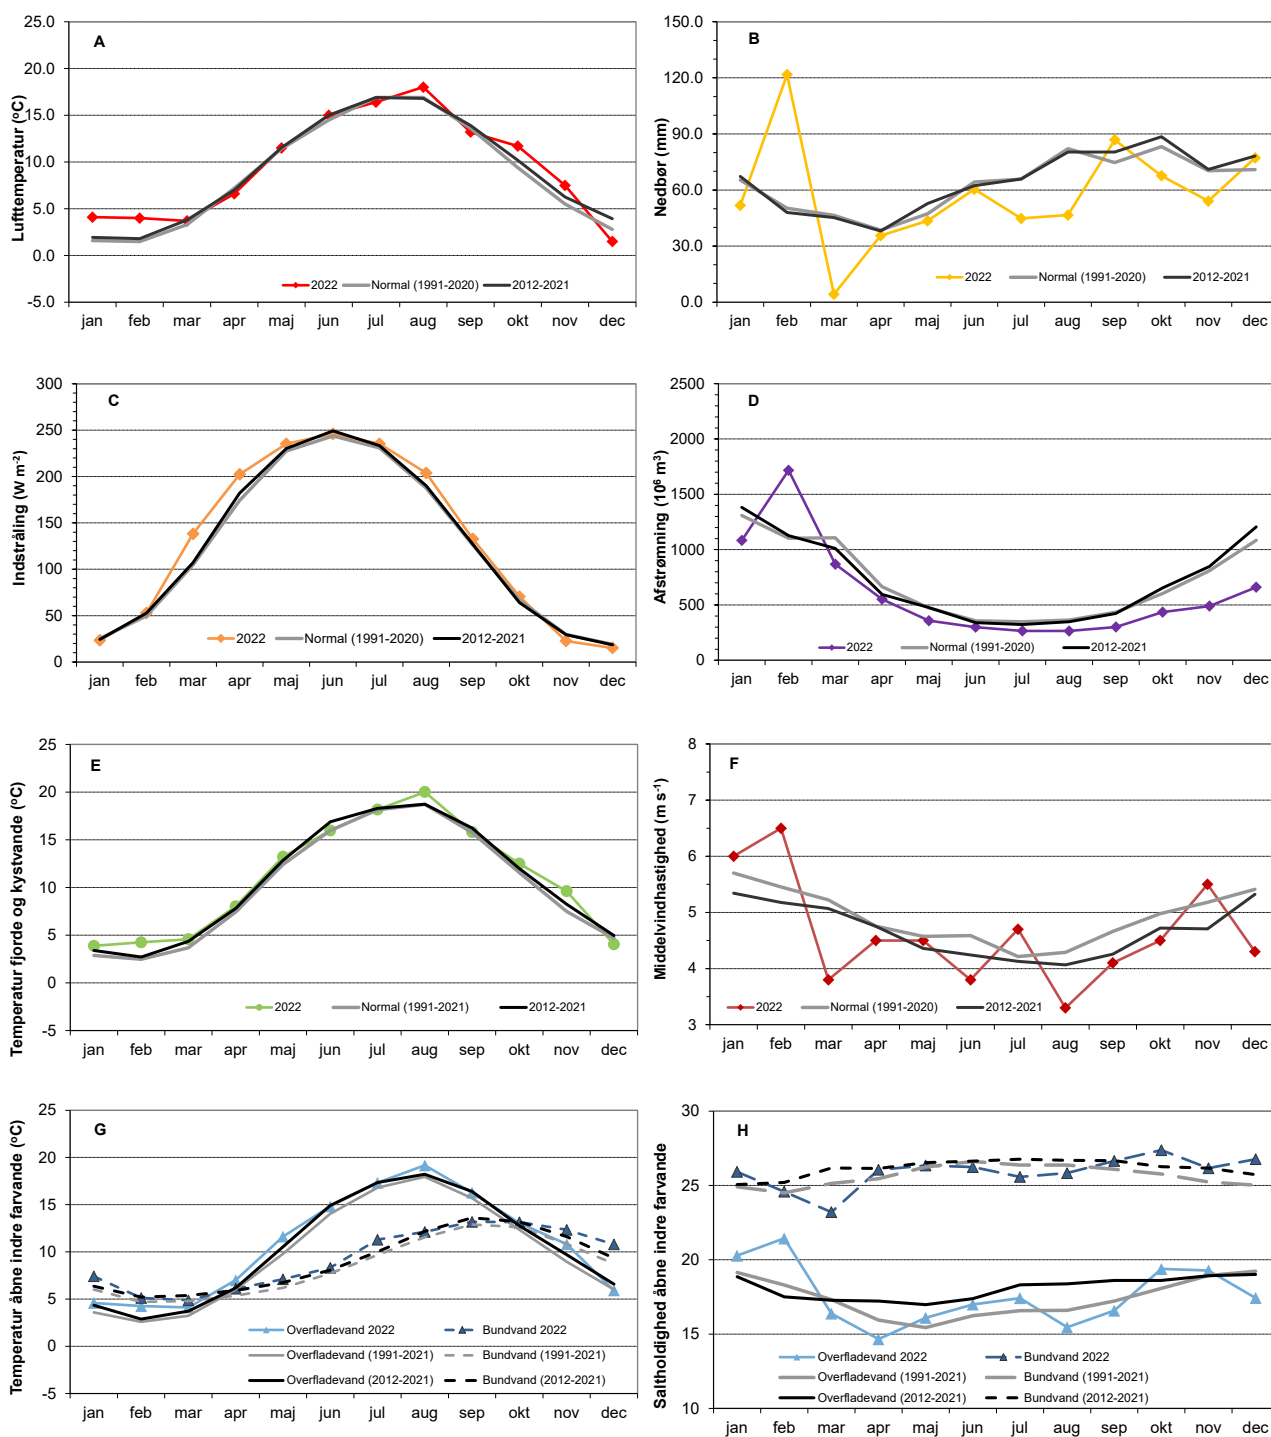 A
Lufttemperatur (ºC)
25.0
20.0
15.0
10.0
5.0
0.0
-5.0
2022 Normal (1991-2020) 2012-2021
jan feb mar apr maj jun jul aug sep okt nov dec
B
Nedbør (mm)
150.0
120.0
90.0
60.0
30.0
0.0
2022 Normal (1991-2020) 2012-2021
jan feb mar apr maj jun jul aug sep okt nov dec
C
Indstråling (W m-2)
300
250
200
150
100
50
0
2022 Normal (1991-2020) 2012-2021
jan feb mar apr maj jun jul aug sep okt nov dec
D
Afstrømning (10⁶ m³)
2500
2000
1500
1000
500
0
2022 Normal (1991-2020) 2012-2021
jan feb mar apr maj jun jul aug sep okt nov dec
E
Temperatur fjorde og kystvande (ºC)
25
20
15
10
5
0
-5
2022 Normal (1991-2021) 2012-2021
jan feb mar apr maj jun jul aug sep okt nov dec
F
Middelvindhastighed (m s-1)
8
7
6
5
4
3
2022 Normal (1991-2020) 2012-2021
jan feb mar apr maj jun jul aug sep okt nov dec
G
Temperatur åbne indre farvande (ºC)
25
20
15
10
5
0
-5
Overfladevand 2022 Bundvand 2022
Overfladevand (1991-2021) Bundvand (1991-2021)
Overfladevand (2012-2021) Bundvand (2012-2021)
jan feb mar apr maj jun jul aug sep okt nov dec
H
Saltholdighed åbne indre farvande
30
25
20
15
10
Overfladevand 2022 Bundvand 2022
Overfladevand (1991-2021) Bundvand (1991-2021)
Overfladevand (2012-2021) Bundvand (2012-2021)
jan feb mar apr maj jun jul aug sep okt nov dec